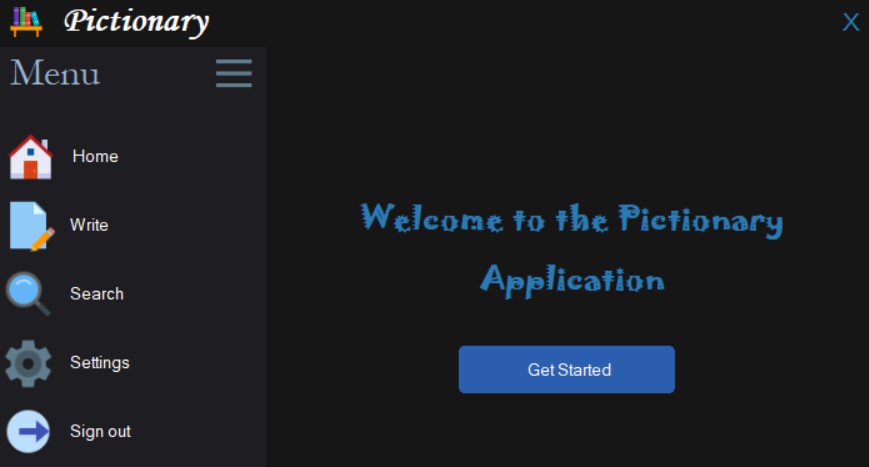 Pictionary
X
Menu
Home
Write
Search
Settings
Sign out
Welcome to the Pictionary
Application
Get Started